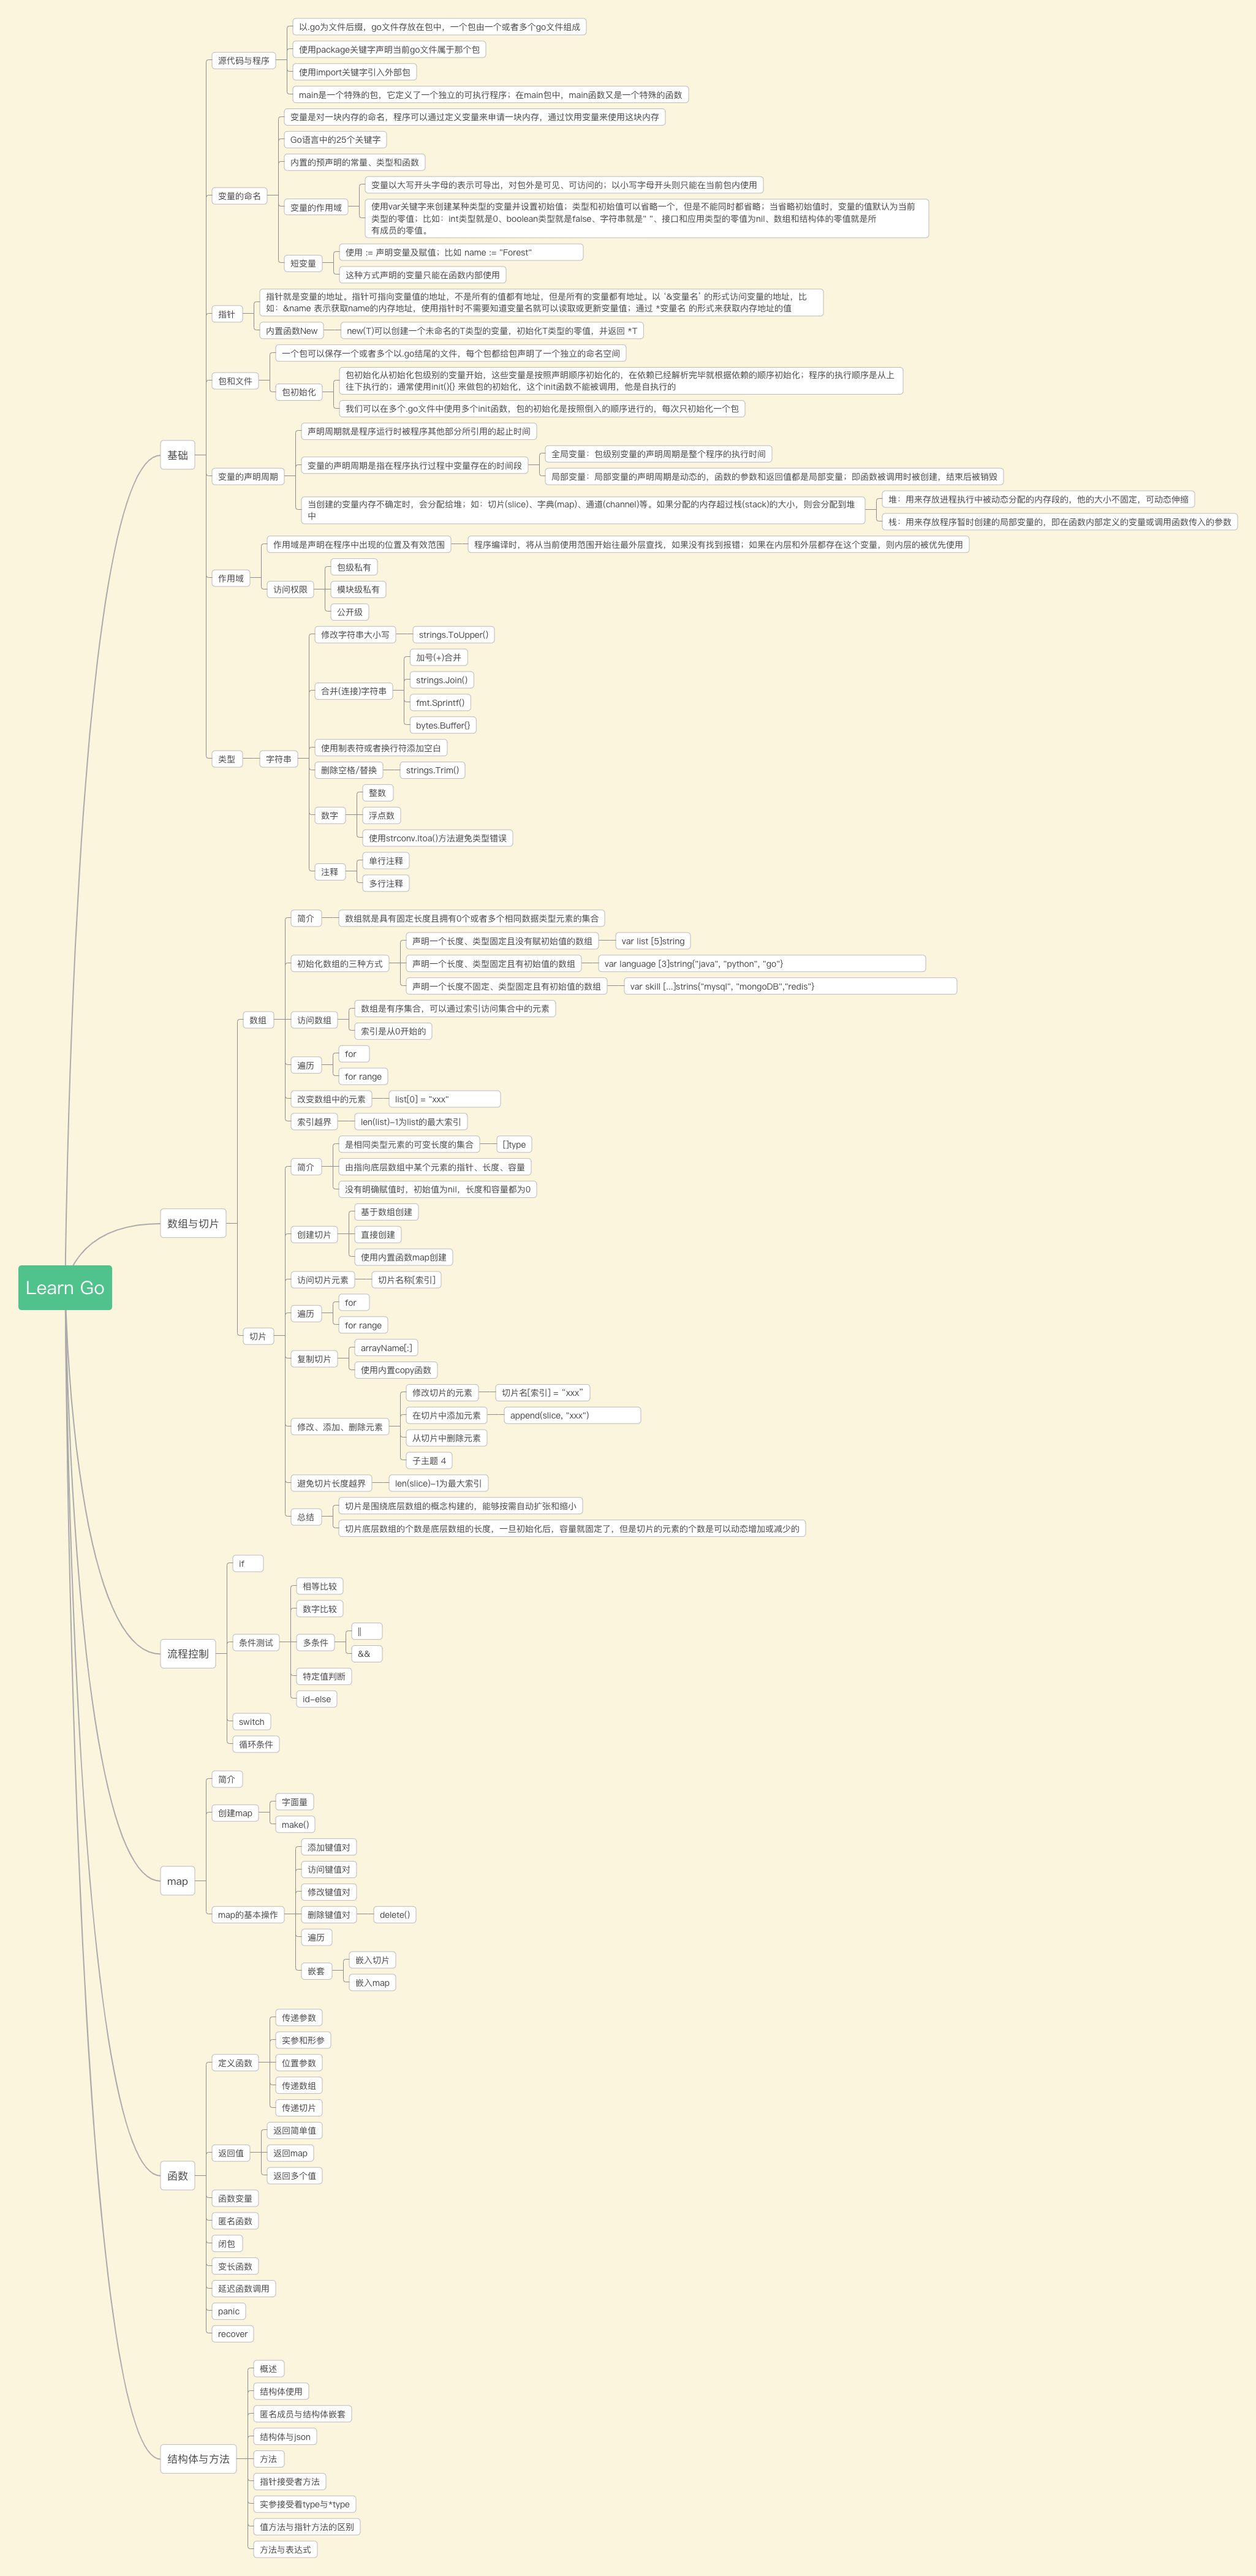 Learn Go
基础
源代码与程序
以.go为文件后缀，go文件存放在包中，一个包由一个或者多个go文件组成
使用package关键字声明当前go文件属于那个包
使用import关键字引入外部包
main是一个特殊的包，它定义了一个独立的可执行程序；在main包中，main函数又是一个特殊的函数
变量的命名
变量是对一块内存的命名，程序可以通过定义变量来申请一块内存，通过饮用变量来使用这块内存
Go语言中的25个关键字
内置的预声明的常量、类型和函数
变量的作用域
变量以大写开头字母的表示可导出，对包外是可见、可访问的；以小写字母开头则只能在当前包内使用
使用var关键字来创建某种类型的变量并设置初始值；类型和初始值可以省略一个，但是不能同时都省略；当省略初始值时，变量的值默认为当前
类型的零值；比如：int类型就是0、boolean类型就是false、字符串就是" "、接口和应用类型的零值为nil、数组和结构体的零值就是所
有成员的零值。
短变量
使用 := 声明变量及赋值；比如 name := "Forest"
这种方式声明的变量只能在函数内部使用
指针
指针就是变量的地址。指针可指向变量值的地址，不是所有的值都有地址，但是所有的变量都有地址。以 ‘&变量名’ 的形式访问变量的地址，比
如：&name 表示获取name的内存地址，使用指针时不需要知道变量名就可以读取或更新变量值；通过 *变量名 的形式来获取内存地址的值
内置函数New
new(T)可以创建一个未命名的T类型的变量，初始化T类型的零值，并返回 *T
包和文件
一个包可以保存一个或者多个以.go结尾的文件，每个包都给包声明了一个独立的命名空间
包初始化
包初始化从初始化包级别的变量开始，这些变量是按照声明顺序初始化的，在依赖已经解析完毕就根据依赖的顺序初始化；程序的执行顺序是从上
往下执行的；通常使用init(){} 来做包的初始化，这个init函数不能被调用，他是自执行的
我们可以在多个.go文件中使用多个init函数，包的初始化是按照倒入的顺序进行的，每次只初始化一个包
变量的声明周期
声明周期就是程序运行时被程序其他部分所引用的起止时间
变量的声明周期是指在程序执行过程中变量存在的时间段
全局变量：包级别变量的声明周期是整个程序的执行时间
局部变量：局部变量的声明周期是动态的，函数的参数和返回值都是局部变量；即函数被调用时被创建，结束后被销毁
当创建的变量内存不确定时，会分配给堆；如：切片(slice)、字典(map)、通道(channel)等。如果分配的内存超过栈(stack)的大小，则会分配到堆
中
堆：用来存放进程执行中被动态分配的内存段的，他的大小不固定，可动态伸缩
栈：用来存放程序暂时创建的局部变量的，即在函数内部定义的变量或调用函数传入的参数
作用域
作用域是声明在程序中出现的位置及有效范围
程序编译时，将从当前使用范围开始往最外层查找，如果没有找到报错；如果在内层和外层都存在这个变量，则内层的被优先使用
访问权限
包级私有
模块级私有
公开级
类型
字符串
修改字符串大小写
strings.ToUpper()
合并(连接)字符串
加号(+)合并
strings.Join()
fmt.Sprintf()
bytes.Buffer{}
使用制表符或者换行符添加空白
删除空格/替换
strings.Trim()
数字
整数
浮点数
使用strconv.Itoa()方法避免类型错误
注释
单行注释
多行注释
数组与切片
数组
简介
数组就是具有固定长度且拥有0个或者多个相同数据类型元素的集合
初始化数组的三种方式
声明一个长度、类型固定且没有赋初始值的数组
var list [5]string
声明一个长度、类型固定且有初始值的数组
var language [3]string{"java", "python", "go"}
声明一个长度不固定、类型固定且有初始值的数组
var skill [...]strins{"mysql", "mongoDB","redis"}
访问数组
数组是有序集合，可以通过索引访问集合中的元素
索引是从0开始的
遍历
for
for range
改变数组中的元素
list[0] = "xxx"
索引越界
len(list)-1为list的最大索引
切片
简介
是相同类型元素的可变长度的集合
[]type
由指向底层数组中某个元素的指针、长度、容量
没有明确赋值时，初始值为nil，长度和容量都为0
创建切片
基于数组创建
直接创建
使用内置函数map创建
访问切片元素
切片名称[索引]
遍历
for
for range
复制切片
arrayName[:]
使用内置copy函数
修改、添加、删除元素
修改切片的元素
切片名[索引] = “xxx”
在切片中添加元素
append(slice, "xxx")
从切片中删除元素
子主题 4
避免切片长度越界
len(slice)-1为最大索引
总结
切片是围绕底层数组的概念构建的，能够按需自动扩张和缩小
切片底层数组的个数是底层数组的长度，一旦初始化后，容量就固定了，但是切片的元素的个数是可以动态增加或减少的
流程控制
if
条件测试
相等比较
数字比较
多条件
||
&&
特定值判断
id-else
switch
循环条件
map
简介
创建map
字面量
make()
map的基本操作
添加键值对
访问键值对
修改键值对
删除键值对
delete()
遍历
嵌套
嵌入切片
嵌入map
函数
定义函数
传递参数
实参和形参
位置参数
传递数组
传递切片
返回值
返回简单值
返回map
返回多个值
函数变量
匿名函数
闭包
变长函数
延迟函数调用
panic
recover
结构体与方法
概述
结构体使用
匿名成员与结构体嵌套
结构体与json
方法
指针接受者方法
实参接受着type与*type
值方法与指针方法的区别
方法与表达式